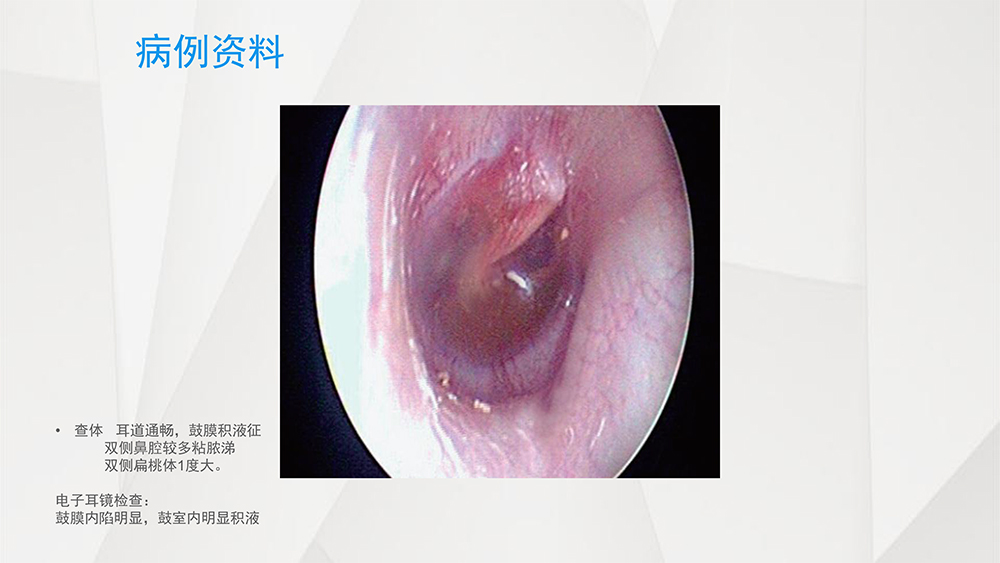 病例资料
• 查体 耳道通畅，鼓膜积液征
双侧鼻腔较多粘脓涕
双侧扁桃体1度大。
电子耳镜检查：
鼓膜内陷明显，鼓室内明显积液